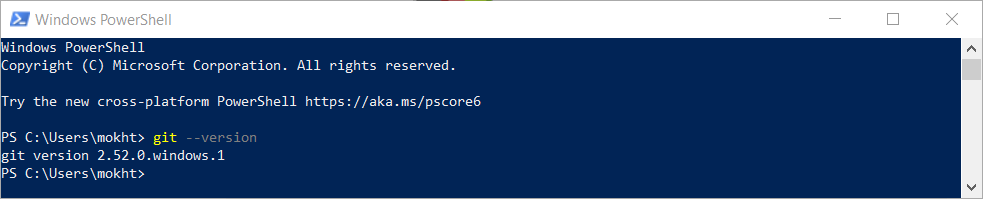 Windows PowerShell
Windows PowerShell
Copyright (C) Microsoft Corporation. All rights reserved.
Try the new cross-platform PowerShell https://aka.ms/pscore6
PS C:\Users\mokht> git --version
git version 2.52.0.windows.1
PS C:\Users\mokht>